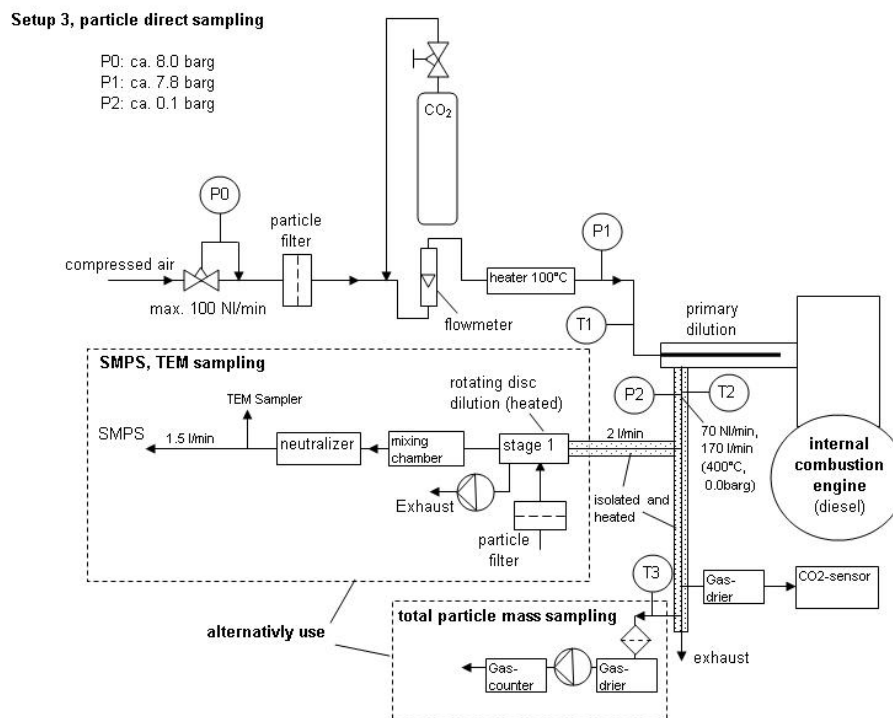 Setup 3, particle direct sampling
P0: ca. 8.0 barg
P1: ca. 7.8 barg
P2: ca. 0.1 barg
CO₂
P0
particle
filter
compressed air
max. 100 Nl/min
flowmeter
heater 100°C
P1
T1
primary
dilution
SMPS, TEM sampling
rotating disc
dilution (heated)
TEM Sampler
SMPS
1.5 l/min
neutralizer
mixing
chamber
stage 1
2 l/min
P2
T2
70 Nl/min,
170 l/min
(400°C,
0.0barg)
internal
combustion
engine
(diesel)
Exhaust
particle
filter
isolated and
heated
T3
Gas-
drier
CO2-sensor
alternativly use
total particle mass sampling
Gas-
counter
Gas-
drier
exhaust